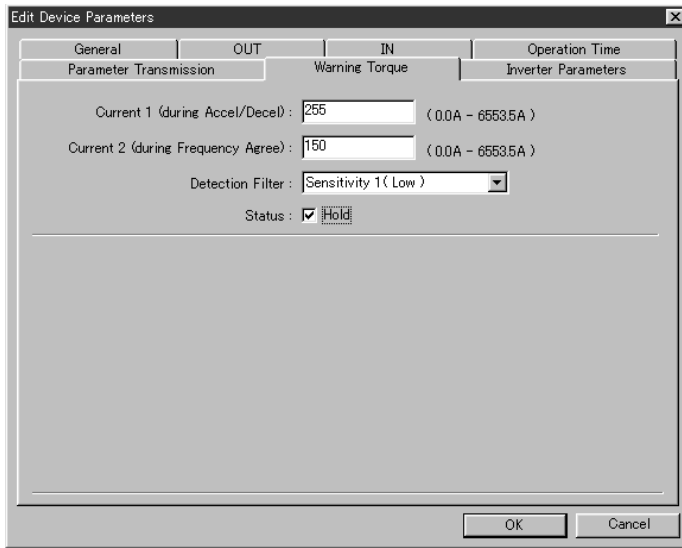 Edit Device Parameters
General OUT IN Operation Time
Parameter Transmission Warning Torque Inverter Parameters
Current 1 (during Accel/Decel) : 255 ( 0.0A - 6553.5A )
Current 2 (during Frequency Agree) : 150 ( 0.0A - 6553.5A )
Detection Filter : Sensitivity 1( Low )
Status : Hold
OK Cancel